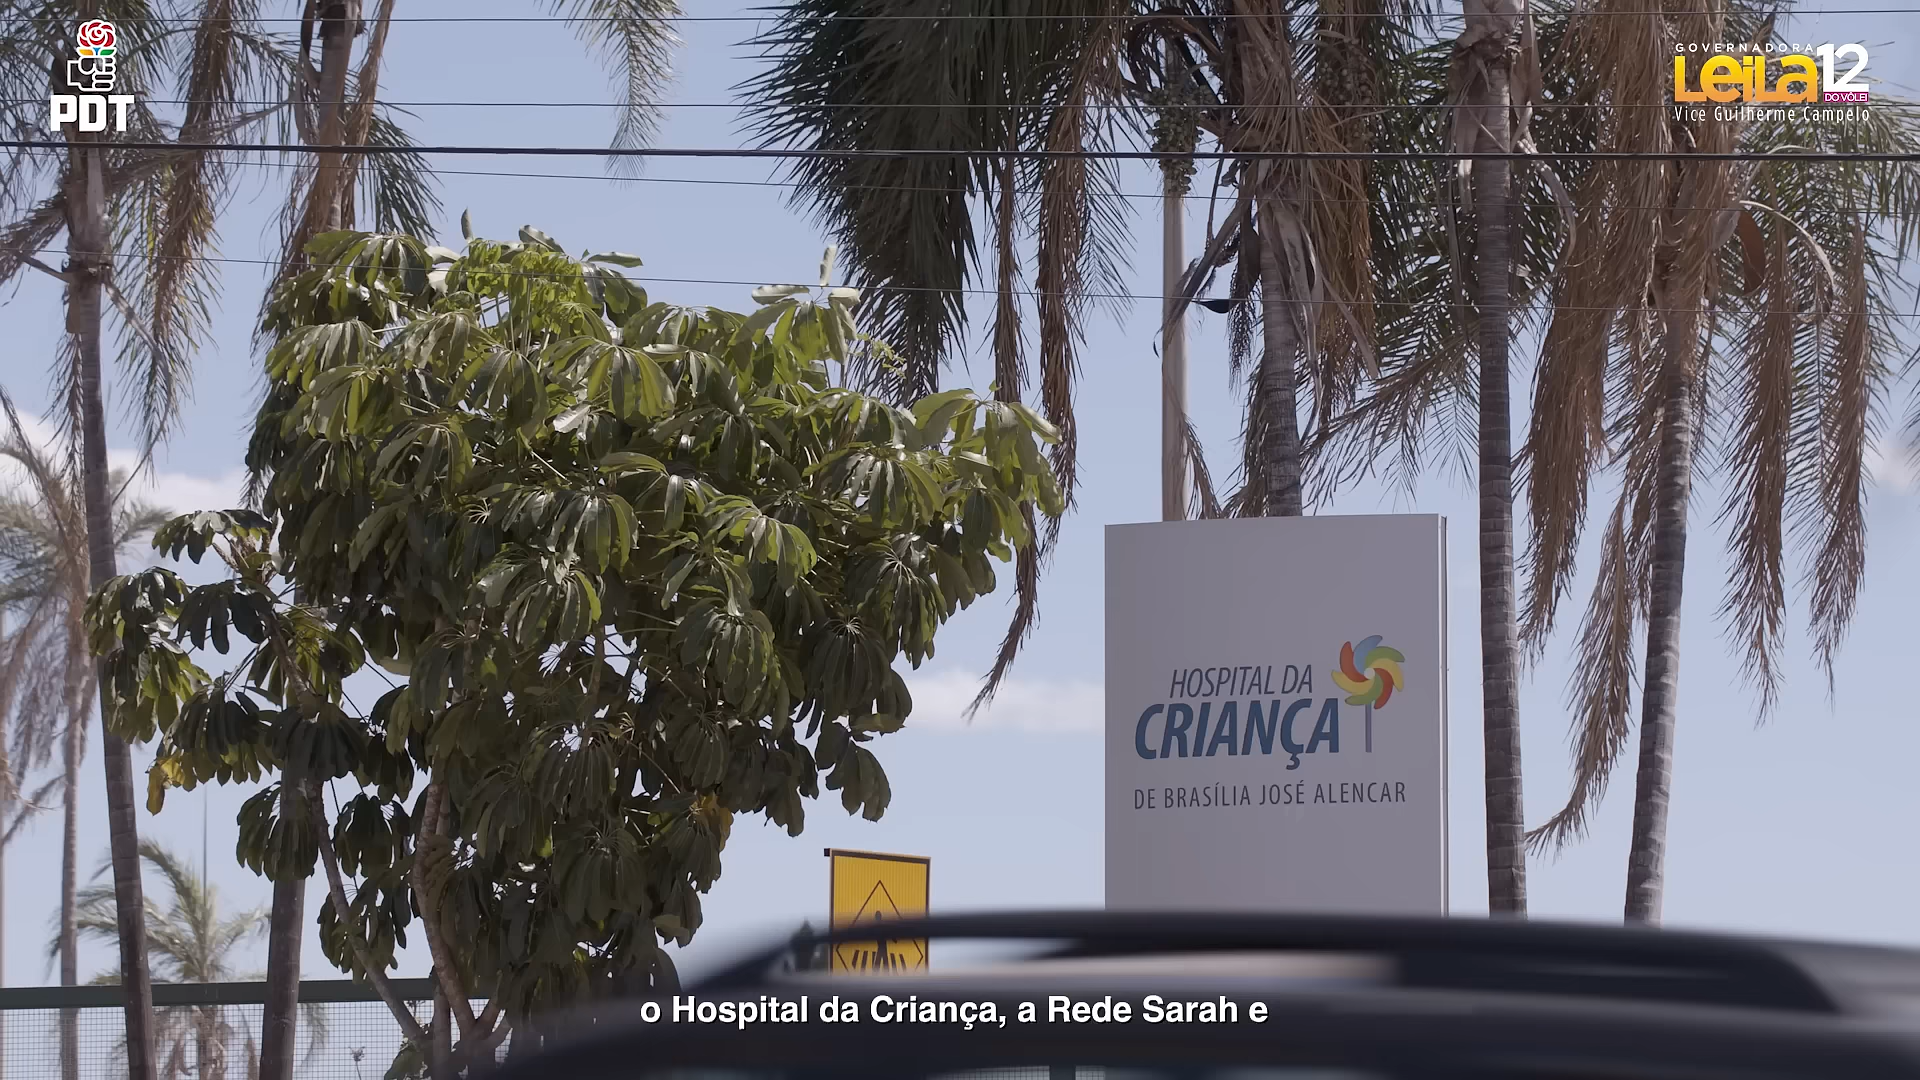 PDT
GOVERNADORA
LEILA 12
DO VÔLEI
Vice Guilherme Campelo
HOSPITAL DA
CRIANÇA
DE BRASÍLIA JOSÉ ALENCAR
o Hospital da Criança, a Rede Sarah e